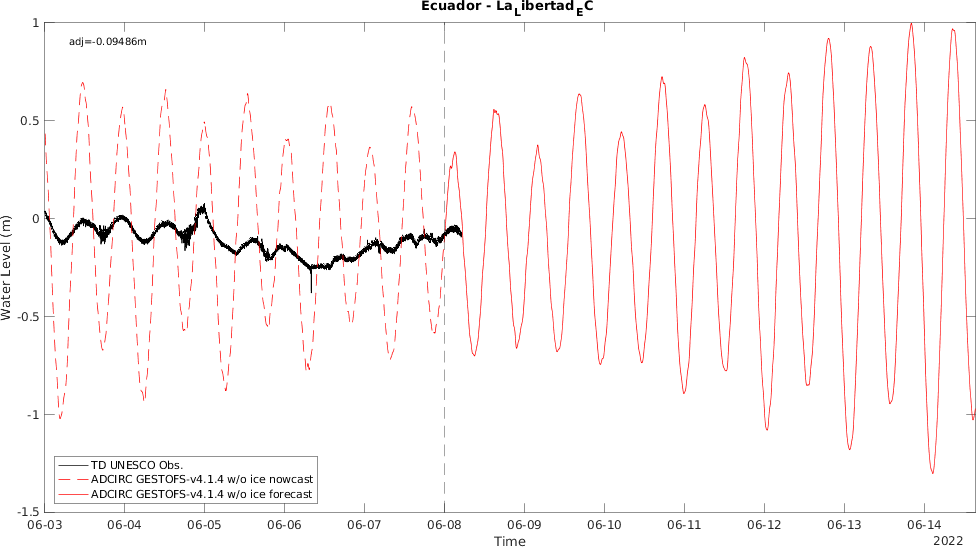 Ecuador - LaLibertadEC
adj=-0.09486m
1
0.5
0
-0.5
-1
-1.5
Water Level (m)
TD UNESCO Obs.
ADCIRC GESTOFS-v4.1.4 w/o ice nowcast
ADCIRC GESTOFS-v4.1.4 w/o ice forecast
06-03 06-04 06-05 06-06 06-07 06-08 06-09 06-10 06-11 06-12 06-13 06-14
Time
2022